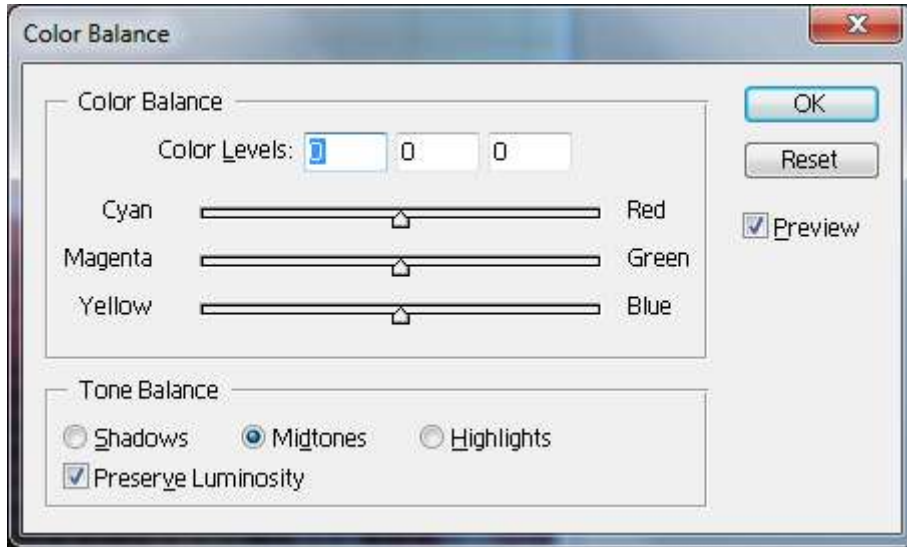 Color Balance
Color Balance
OK
Color Levels: 0 0 0
Reset
Cyan Red
Preview
Magenta Green
Yellow Blue
Tone Balance
Shadows Midtones Highlights
Preserve Luminosity